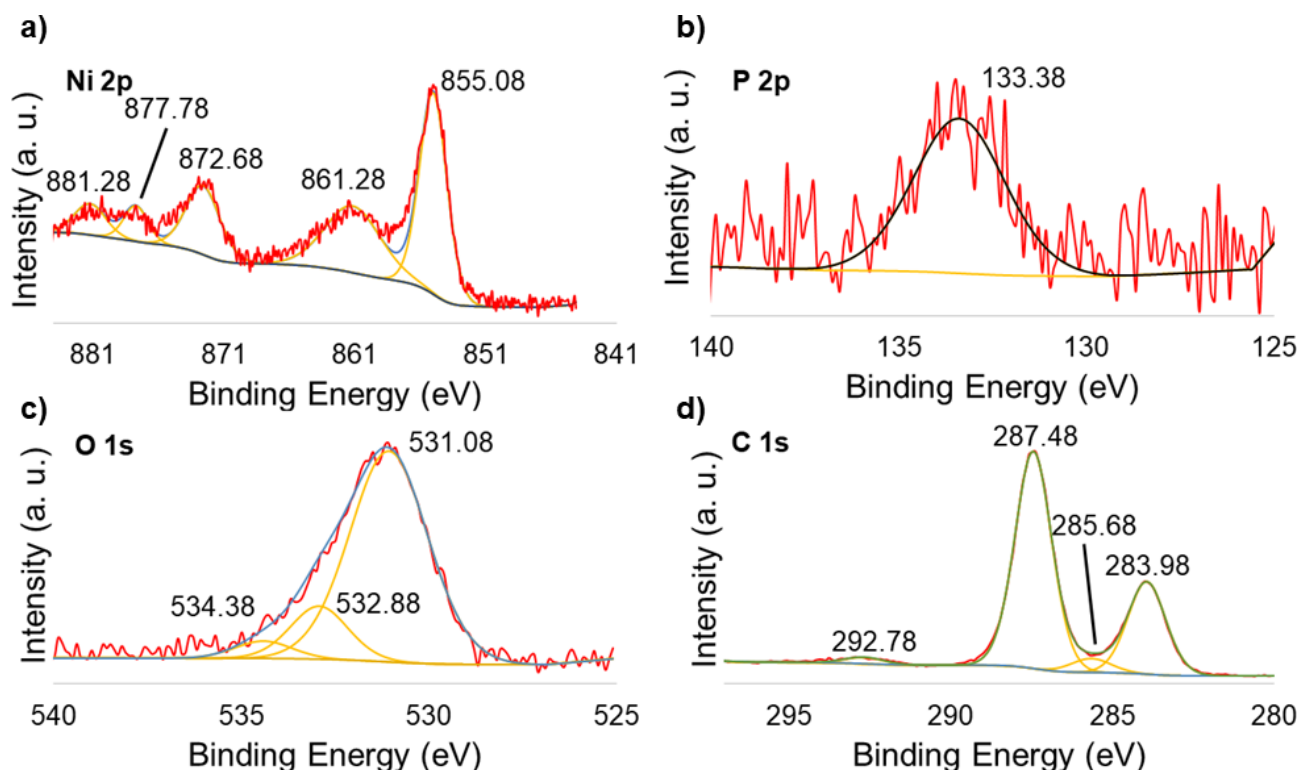 a)
Ni 2p
855.08
877.78
872.68
881.28
861.28
Intensity (a. u.)
881 871 861 851 841
Binding Energy (eV)
b)
P 2p
133.38
Intensity (a. u.)
140 135 130 125
Binding Energy (eV)
c)
O 1s
531.08
534.38
532.88
Intensity (a. u.)
540 535 530 525
Binding Energy (eV)
d)
C 1s
287.48
285.68
283.98
292.78
Intensity (a. u.)
295 290 285 280
Binding Energy (eV)